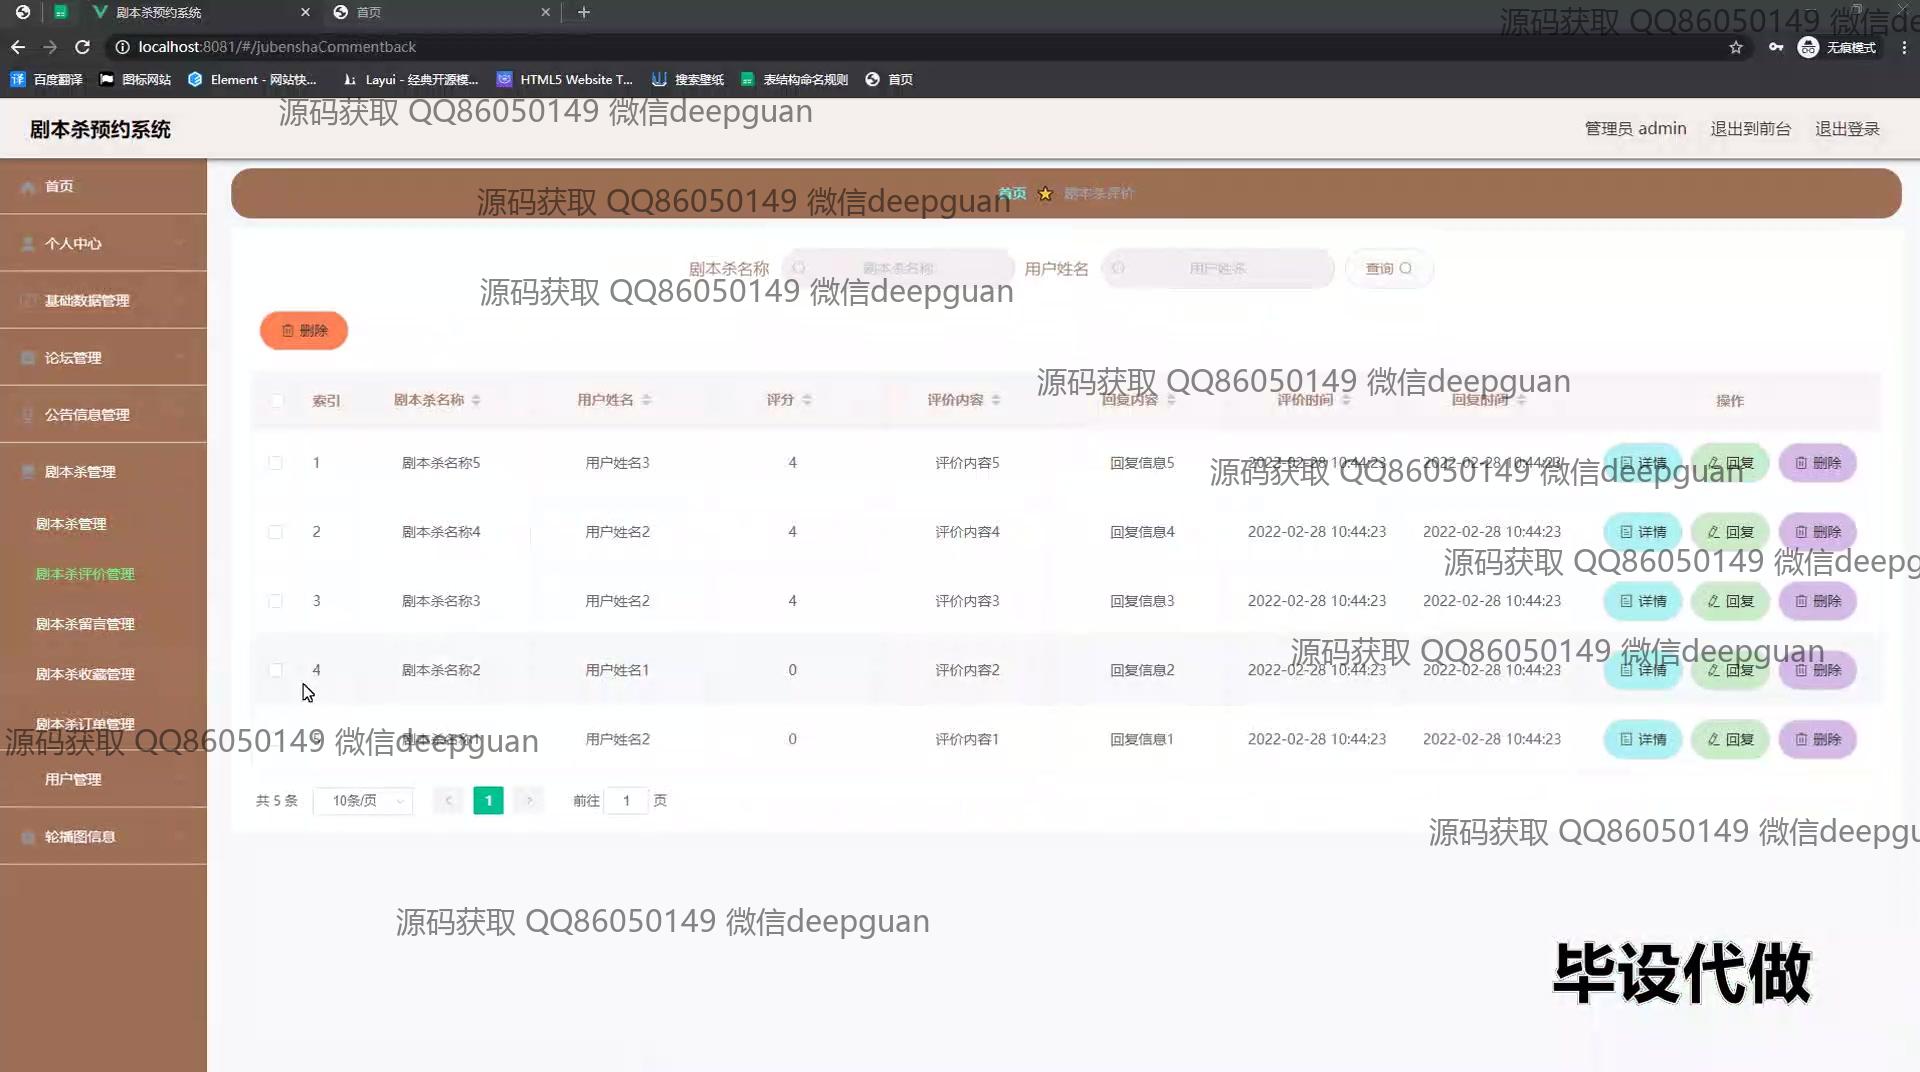 剧本杀预约系统
首页
源码获取 QQ86050149 微信de
localhost:8081/#/jubenshaCommentback
无痕模式
百度翻译
图标网站
Element - 网站快...
Layui - 经典开源模...
HTML5 Website T...
搜索壁纸
表结构命名规则
首页
源码获取 QQ86050149 微信deepguan
剧本杀预约系统
管理员 admin
退出到前台
退出登录
首页
个人中心
基础数据管理
论坛管理
公告信息管理
剧本杀管理
剧本杀管理
剧本杀评价管理
剧本杀留言管理
剧本杀收藏管理
剧本杀订单管理
用户管理
轮播图信息
源码获取 QQ86050149 微信deepguan
首页
剧本杀评价
剧本杀名称
剧本杀名称
用户姓名
用户姓名
查询
源码获取 QQ86050149 微信deepguan
删除
源码获取 QQ86050149 微信deepguan
索引 剧本杀名称 用户姓名 评分 评价内容 回复内容 评价时间 回复时间 操作
1 剧本杀名称5 用户姓名3 4 评价内容5 回复信息5 2022-02-28 10:44:23 2022-02-28 10:44:23 详情 回复 删除
源码获取 QQ86050149 微信deepguan
2 剧本杀名称4 用户姓名2 4 评价内容4 回复信息4 2022-02-28 10:44:23 2022-02-28 10:44:23 详情 回复 删除
源码获取 QQ86050149 微信deepg
3 剧本杀名称3 用户姓名2 4 评价内容3 回复信息3 2022-02-28 10:44:23 2022-02-28 10:44:23 详情 回复 删除
源码获取 QQ86050149 微信deepguan
4 剧本杀名称2 用户姓名1 0 评价内容2 回复信息2 2022-02-28 10:44:23 2022-02-28 10:44:23 详情 回复 删除
源码获取 QQ86050149 微信deepguan
5 剧本杀名称1 用户姓名2 0 评价内容1 回复信息1 2022-02-28 10:44:23 2022-02-28 10:44:23 详情 回复 删除
共 5 条 10条/页 1 前往 1 页
源码获取 QQ86050149 微信deepgu
源码获取 QQ86050149 微信deepguan
毕设代做